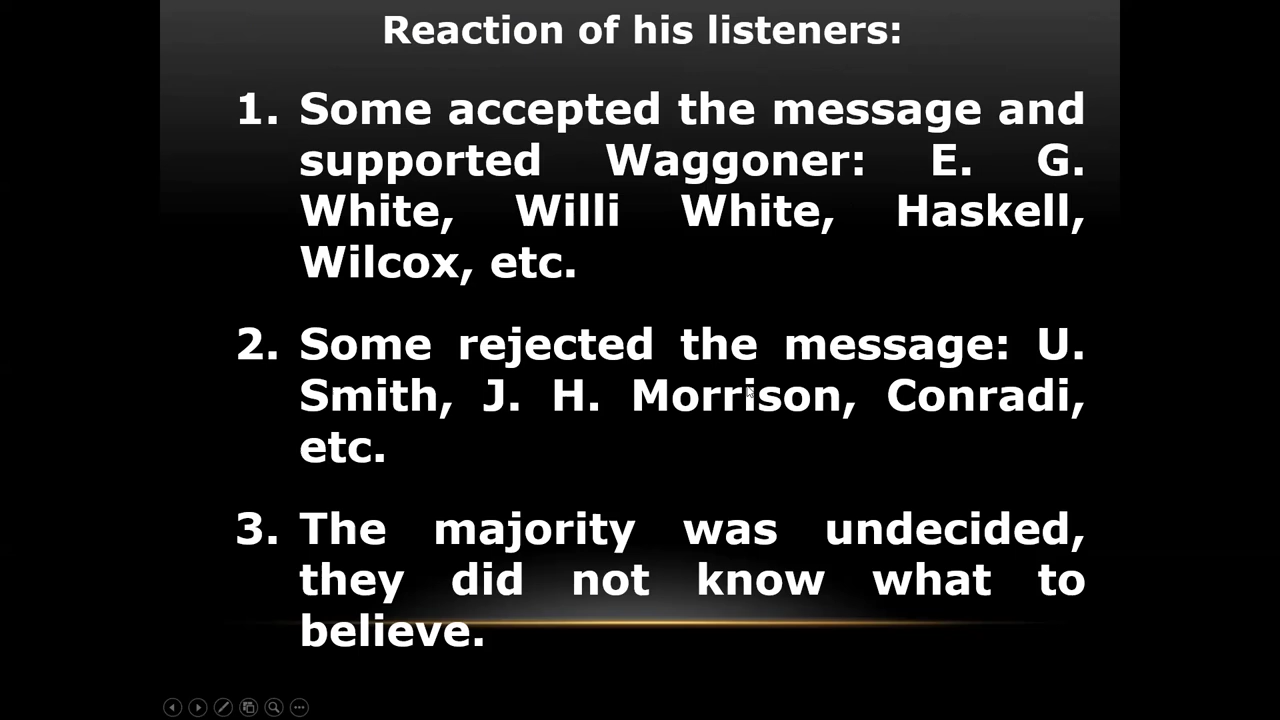 Reaction of his listeners:
1. Some accepted the message and
supported Waggoner: E. G.
White, Willi White, Haskell,
Wilcox, etc.
2. Some rejected the message: U.
Smith, J. H. Morrison, Conradi,
etc.
3. The majority was undecided,
they did not know what to
believe.